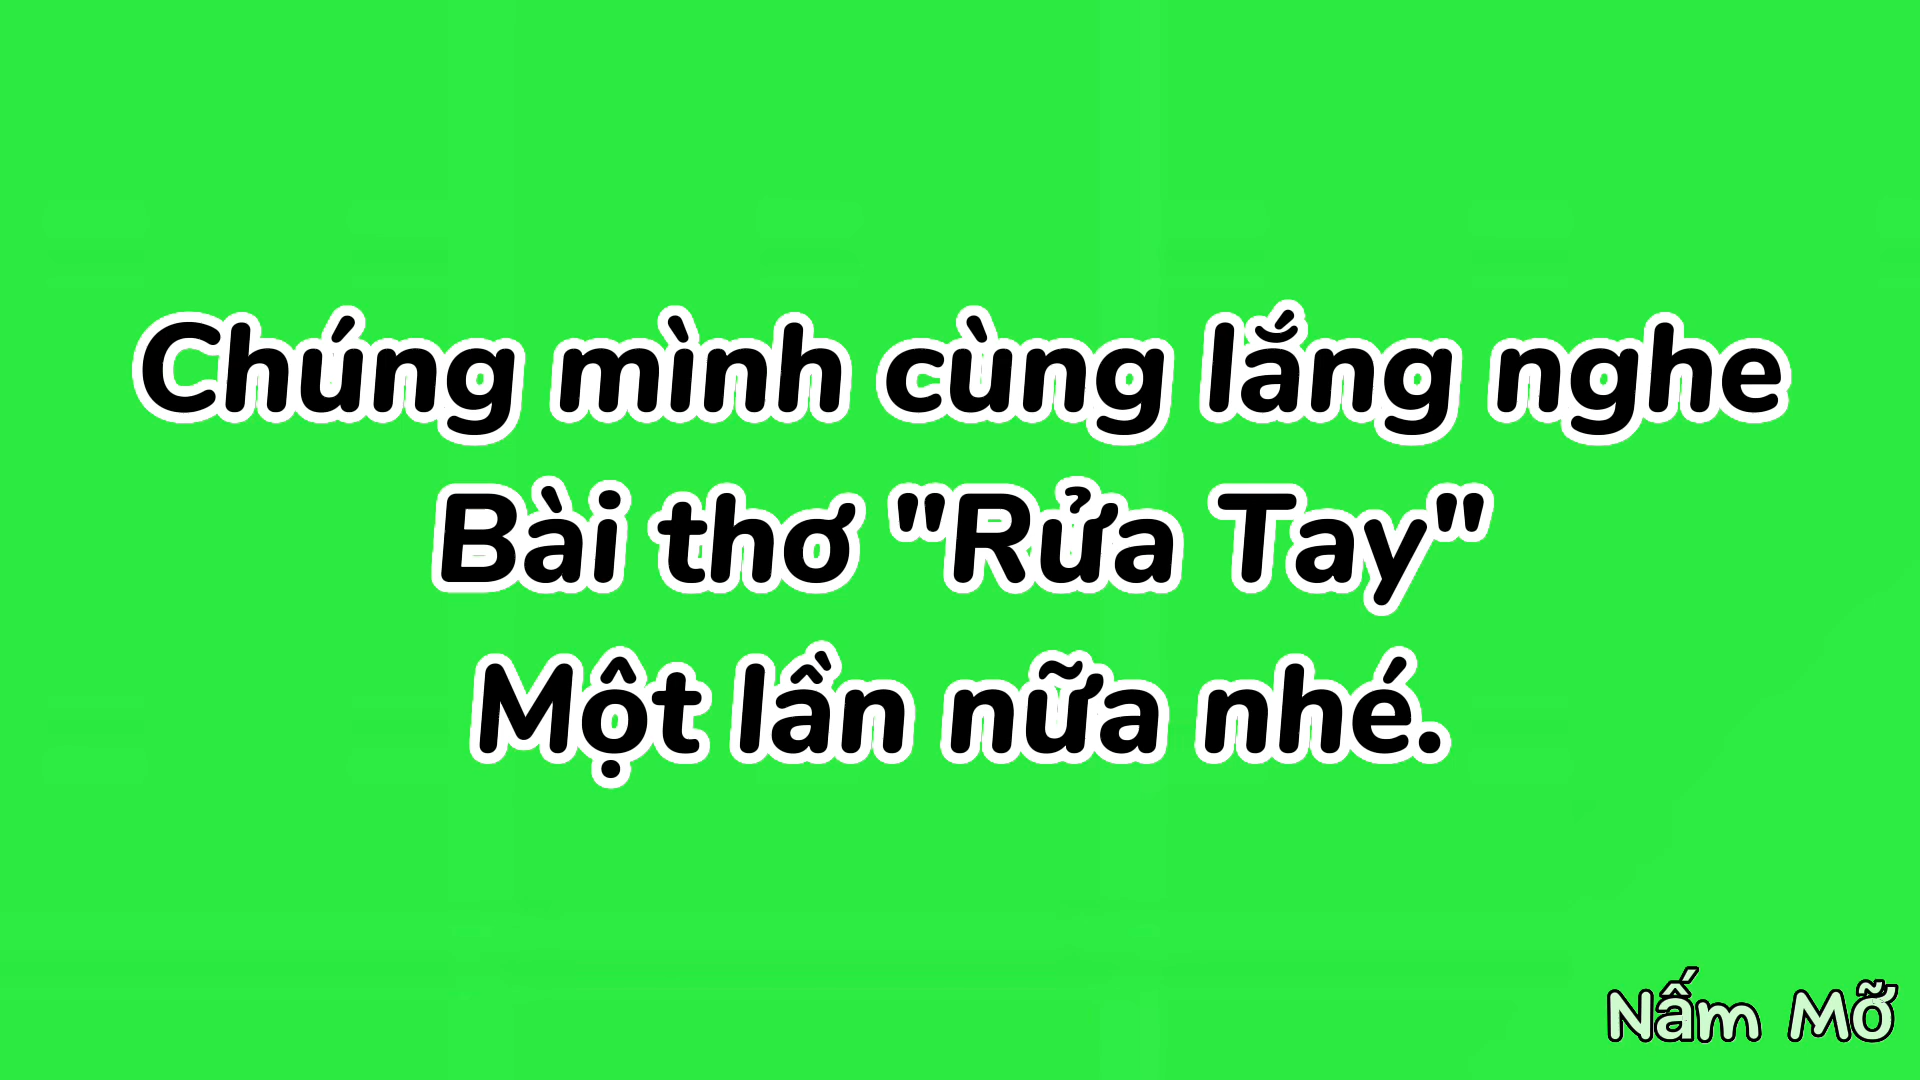 Chúng mình cùng lắng nghe
Bài thơ "Rửa Tay"
Một lần nữa nhé.
Nấm Mỡ